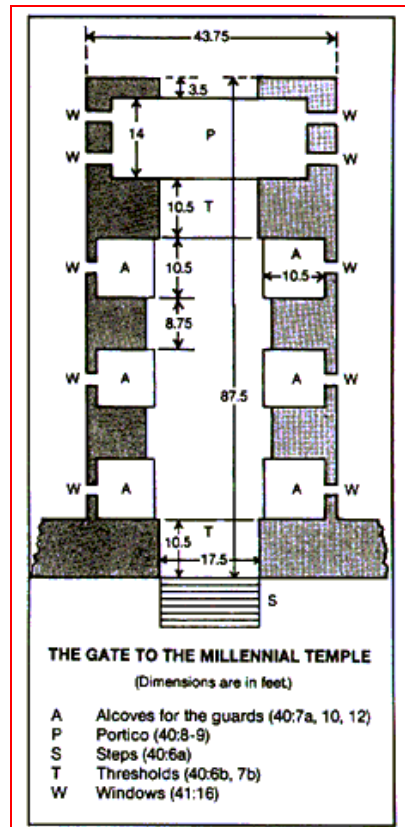 43.75
3.5
W
W
14
P
W
W
10.5
T
A
W
A
10.5
10.5
W
8.75
W
A
87.5
A
W
W
A
A
W
10.5
T
17.5
S
THE GATE TO THE MILLENNIAL TEMPLE
(Dimensions are in feet.)
A Alcoves for the guards (40:7a, 10, 12)
P Portico (40:8-9)
S Steps (40:6a)
T Thresholds (40:6b, 7b)
W Windows (41:16)